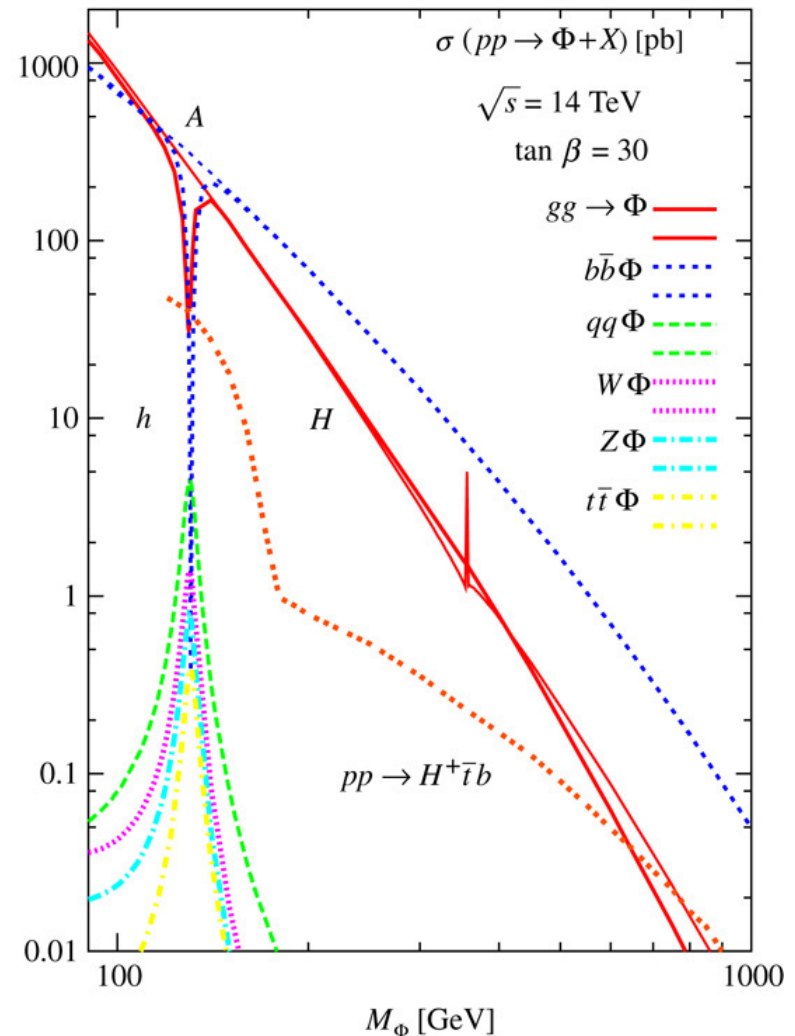 σ (pp → Φ+X) [pb]
√s = 14 TeV
tan β = 30
gg → Φ
bb̄Φ
qqΦ
WΦ
ZΦ
tt̄Φ
A
h
H
pp → H⁺t̄b
1000
100
10
1
0.1
0.01
100
1000
M_Φ [GeV]